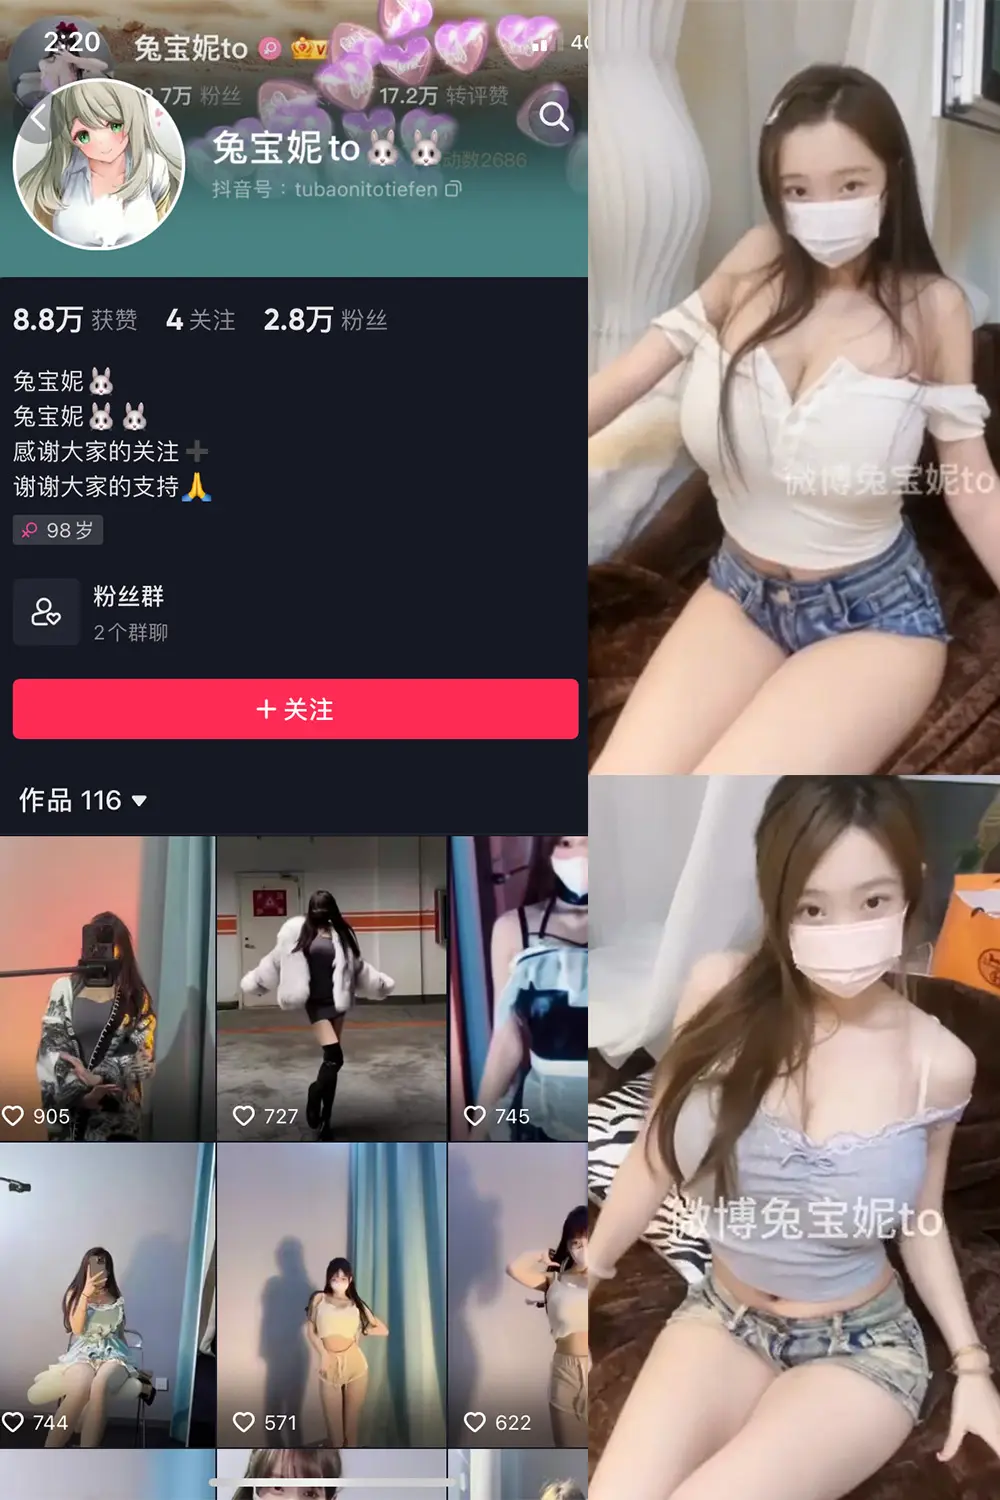 2:20
兔宝妮to
4G
.7万 粉丝
17.2万 转评赞
兔宝妮to
动数2686
抖音号：tubaonitotiefen
8.8万 获赞 4 关注 2.8万 粉丝
兔宝妮
兔宝妮
感谢大家的关注➕
谢谢大家的支持🙏
98岁
粉丝群
2个群聊
+ 关注
作品 116
905
727
745
744
571
622
微博兔宝妮to
微博兔宝妮to